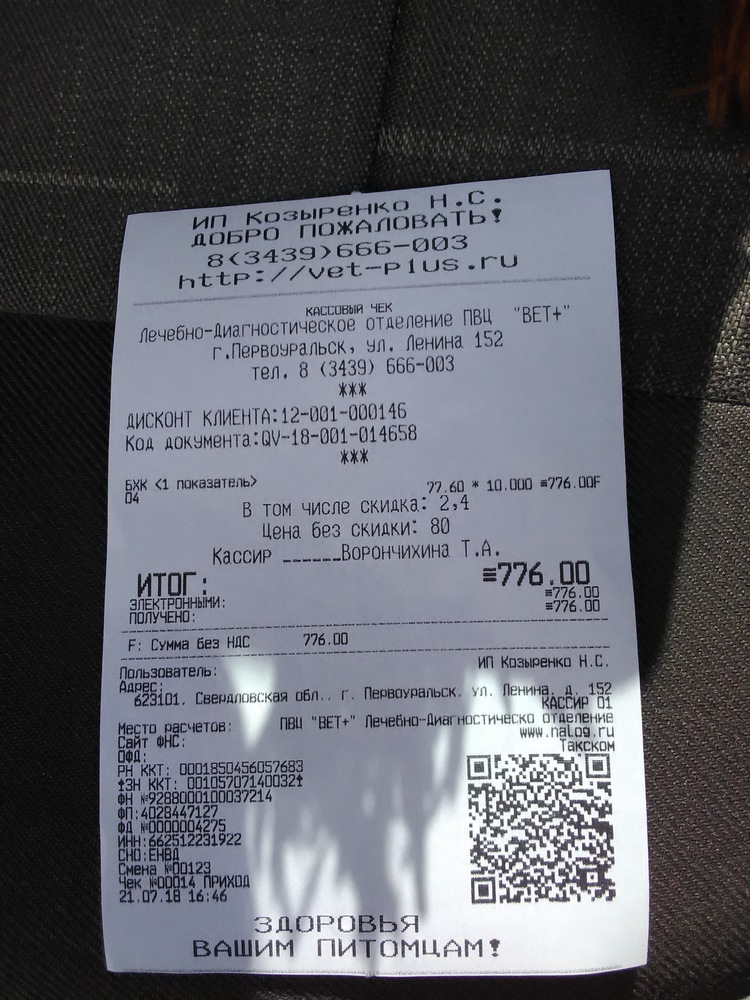 ИП Козыренко Н.С.
ДОБРО ПОЖАЛОВАТЬ!
8(3439)666-003
http://vet-plus.ru
КАССОВЫЙ ЧЕК
Лечебно-Диагностическое отделение ПВЦ "ВЕТ+"
г.Первоуральск, ул. Ленина 152
тел. 8 (3439) 666-003
***
ДИСКОНТ КЛИЕНТА:12-001-000146
Код документа:QV-18-001-014658
***
БХК <1 показатель> 77.60 * 10.000 ≡776.00F
04
В том числе скидка: 2,4
Цена без скидки: 80
Кассир ______Ворончихина Т.А.
ИТОГ: ≡776.00
ЭЛЕКТРОННЫМИ: ≡776.00
ПОЛУЧЕНО: ≡776.00
F: Сумма без НДС 776.00
Пользователь: ИП Козыренко Н.С.
Адрес:
623101, Свердловская обл., г. Первоуральск, ул. Ленина, д. 152
КАССИР 01
Место расчетов: ПВЦ "ВЕТ+" Лечебно-Диагностическо отделение
Сайт ФНС: www.nalog.ru
ОФД: Такском
РН ККТ: 0001850456057683
↑ЗН ККТ: 00105707140032↑
ФН №9288000100037214
ФП:4028447127
ФД №0000004275
ИНН:662512231922
СНО:ЕНВД
Смена №00123
Чек №00014 ПРИХОД
21.07.18 16:46
ЗДОРОВЬЯ
ВАШИМ ПИТОМЦАМ!